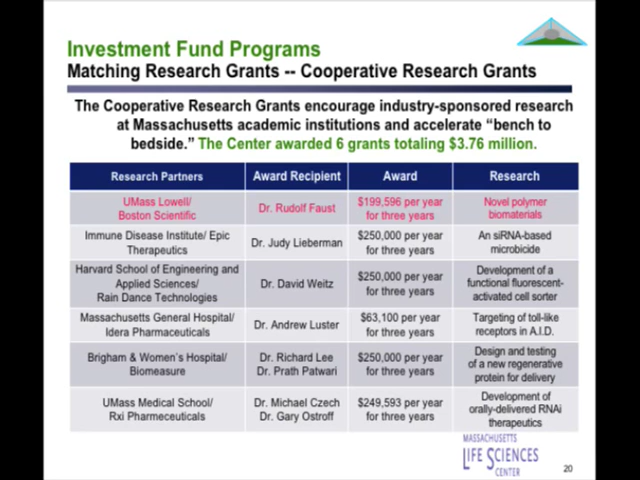 Investment Fund Programs
Matching Research Grants -- Cooperative Research Grants
The Cooperative Research Grants encourage industry-sponsored research
at Massachusetts academic institutions and accelerate “bench to
bedside.” The Center awarded 6 grants totaling $3.76 million.
Research Partners Award Recipient Award Research
UMass Lowell/
Boston Scientific
Dr. Rudolf Faust
$199,596 per year
for three years
Novel polymer
biomaterials
Immune Disease Institute/ Epic
Therapeutics
Dr. Judy Lieberman
$250,000 per year
for three years
An siRNA-based
microbicide
Harvard School of Engineering and
Applied Sciences/
Rain Dance Technologies
Dr. David Weitz
$250,000 per year
for three years
Development of a
functional fluorescent-
activated cell sorter
Massachusetts General Hospital/
Idera Pharmaceuticals
Dr. Andrew Luster
$63,100 per year
for three years
Targeting of toll-like
receptors in A.I.D.
Brigham & Women's Hospital/
Biomeasure
Dr. Richard Lee
Dr. Prath Patwari
$250,000 per year
for three years
Design and testing
of a new regenerative
protein for delivery
UMass Medical School/
Rxi Pharmeceuticals
Dr. Michael Czech
Dr. Gary Ostroff
$249,593 per year
for three years
Development of
orally-delivered RNAi
therapeutics
MASSACHUSETTS
LIFE SCIENCES
CENTER
20